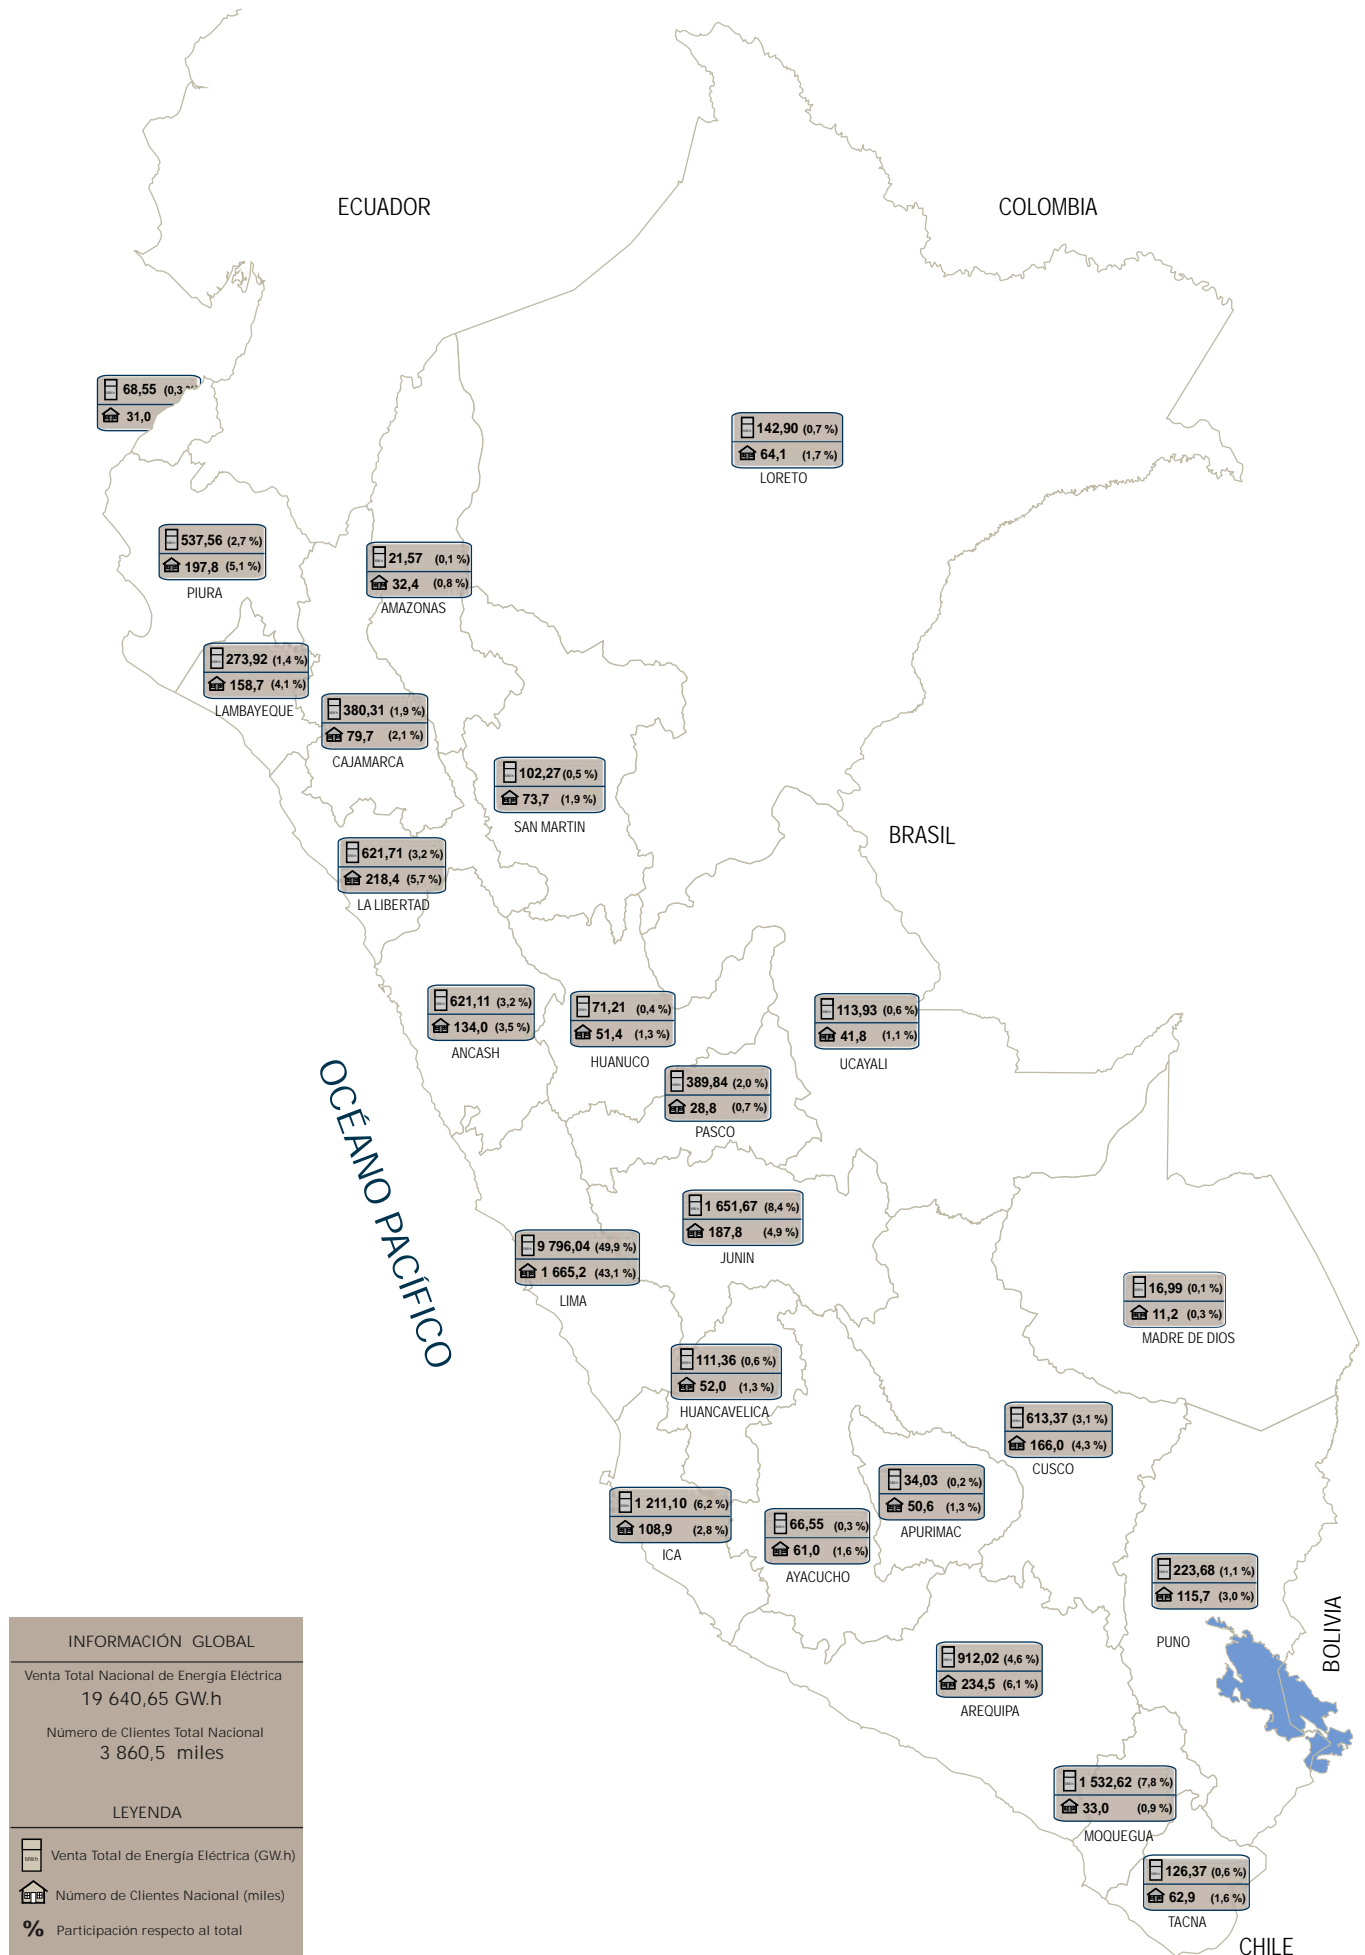 ECUADOR
COLOMBIA
68,55 (0,3
31,0
142,90 (0,7 %)
64,1 (1,7 %)
LORETO
537,56 (2,7 %)
197,8 (5,1 %)
PIURA
21,57 (0,1 %)
32,4 (0,8 %)
AMAZONAS
273,92 (1,4 %)
158,7 (4,1 %)
LAMBAYEQUE
380,31 (1,9 %)
79,7 (2,1 %)
CAJAMARCA
102,27 (0,5 %)
73,7 (1,9 %)
SAN MARTIN
BRASIL
621,71 (3,2 %)
218,4 (5,7 %)
LA LIBERTAD
621,11 (3,2 %)
134,0 (3,5 %)
ANCASH
71,21 (0,4 %)
51,4 (1,3 %)
HUANUCO
113,93 (0,6 %)
41,8 (1,1 %)
UCAYALI
389,84 (2,0 %)
28,8 (0,7 %)
PASCO
OCÉANO PACÍFICO
1 651,67 (8,4 %)
187,8 (4,9 %)
JUNIN
9 796,04 (49,9 %)
1 665,2 (43,1 %)
LIMA
16,99 (0,1 %)
11,2 (0,3 %)
MADRE DE DIOS
111,36 (0,6 %)
52,0 (1,3 %)
HUANCAVELICA
613,37 (3,1 %)
166,0 (4,3 %)
CUSCO
34,03 (0,2 %)
50,6 (1,3 %)
APURIMAC
1 211,10 (6,2 %)
108,9 (2,8 %)
ICA
66,55 (0,3 %)
61,0 (1,6 %)
AYACUCHO
223,68 (1,1 %)
115,7 (3,0 %)
PUNO
BOLIVIA
912,02 (4,6 %)
234,5 (6,1 %)
AREQUIPA
1 532,62 (7,8 %)
33,0 (0,9 %)
MOQUEGUA
126,37 (0,6 %)
62,9 (1,6 %)
TACNA
CHILE
INFORMACIÓN GLOBAL
Venta Total Nacional de Energía Eléctrica
19 640,65 GW.h
Número de Clientes Total Nacional
3 860,5 miles
LEYENDA
Venta Total de Energía Eléctrica (GW.h)
Número de Clientes Nacional (miles)
% Participación respecto al total